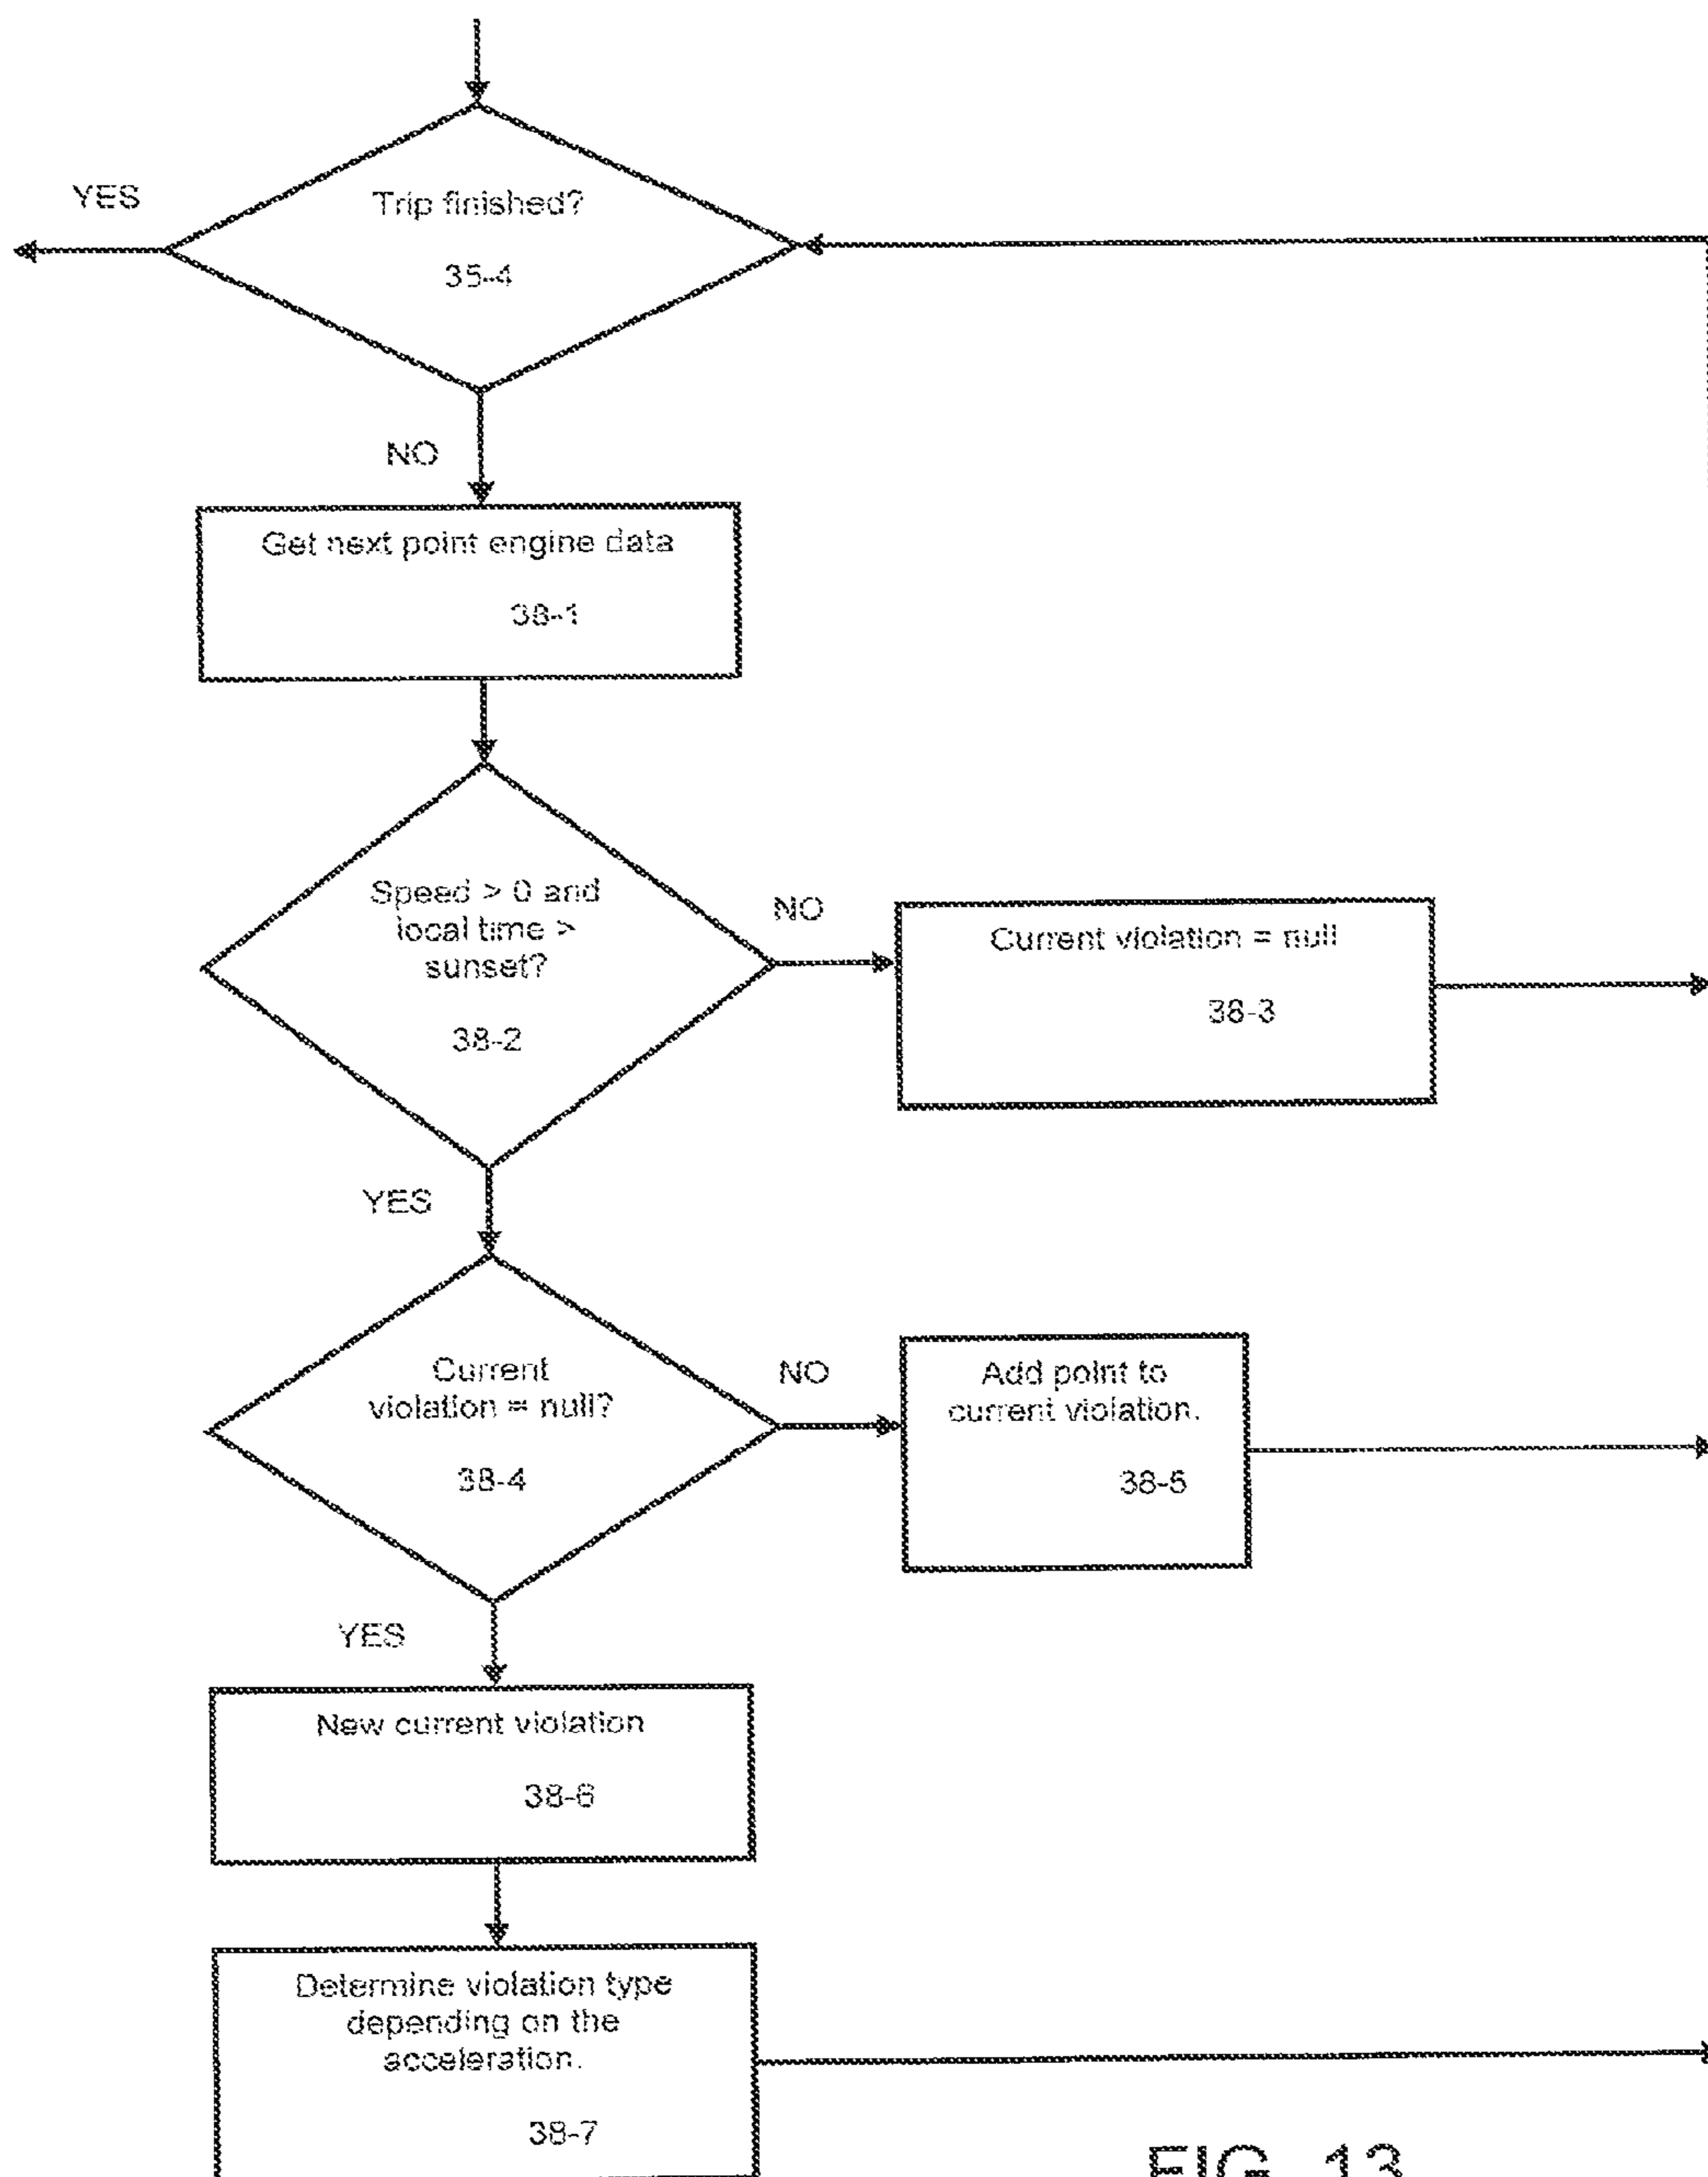 YES
Trip finished?
35-4
NO
Get next point engine data
38-1
Speed > 0 and
local time >
sunset?
38-2
NO
Current violation = null
38-3
YES
Current
violation = null?
38-4
NO
Add point to
current violation.
38-5
YES
New current violation
38-6
Determine violation type
depending on the
acceleration.
38-7
FIG. 13